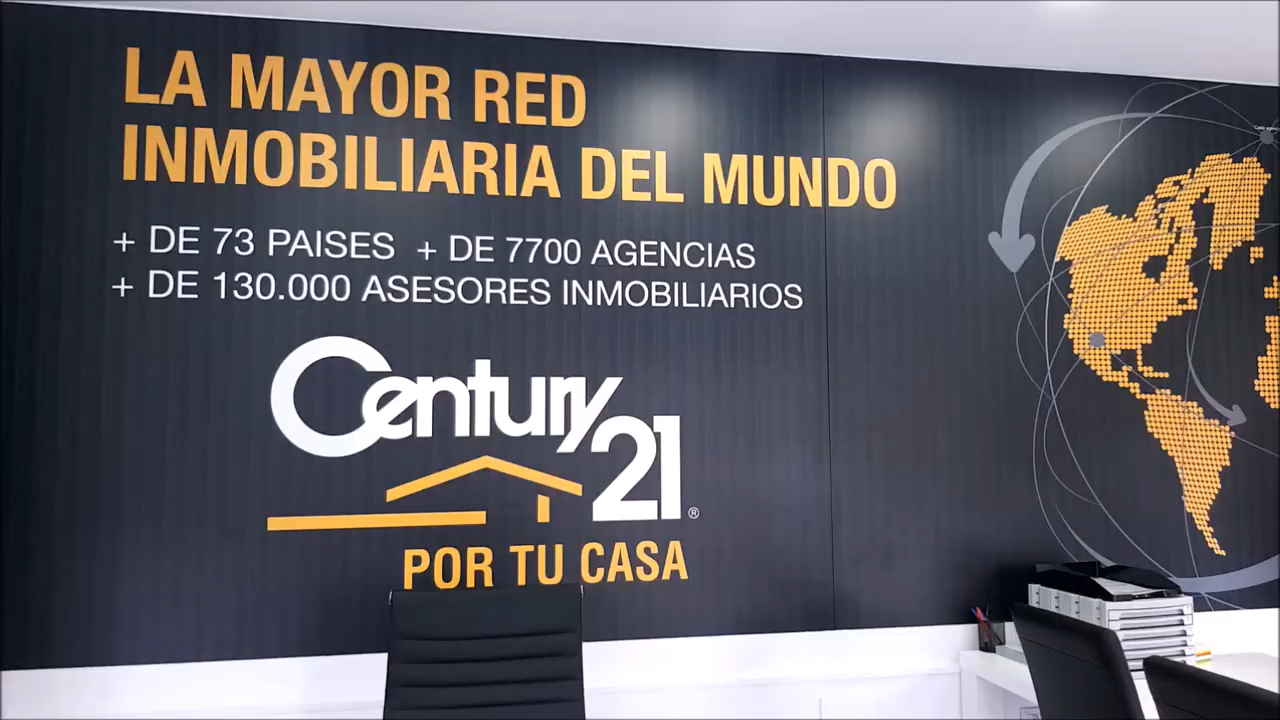 LA MAYOR RED
INMOBILIARIA DEL MUNDO
+ DE 73 PAISES + DE 7700 AGENCIAS
+ DE 130.000 ASESORES INMOBILIARIOS
Century
21®
POR TU CASA